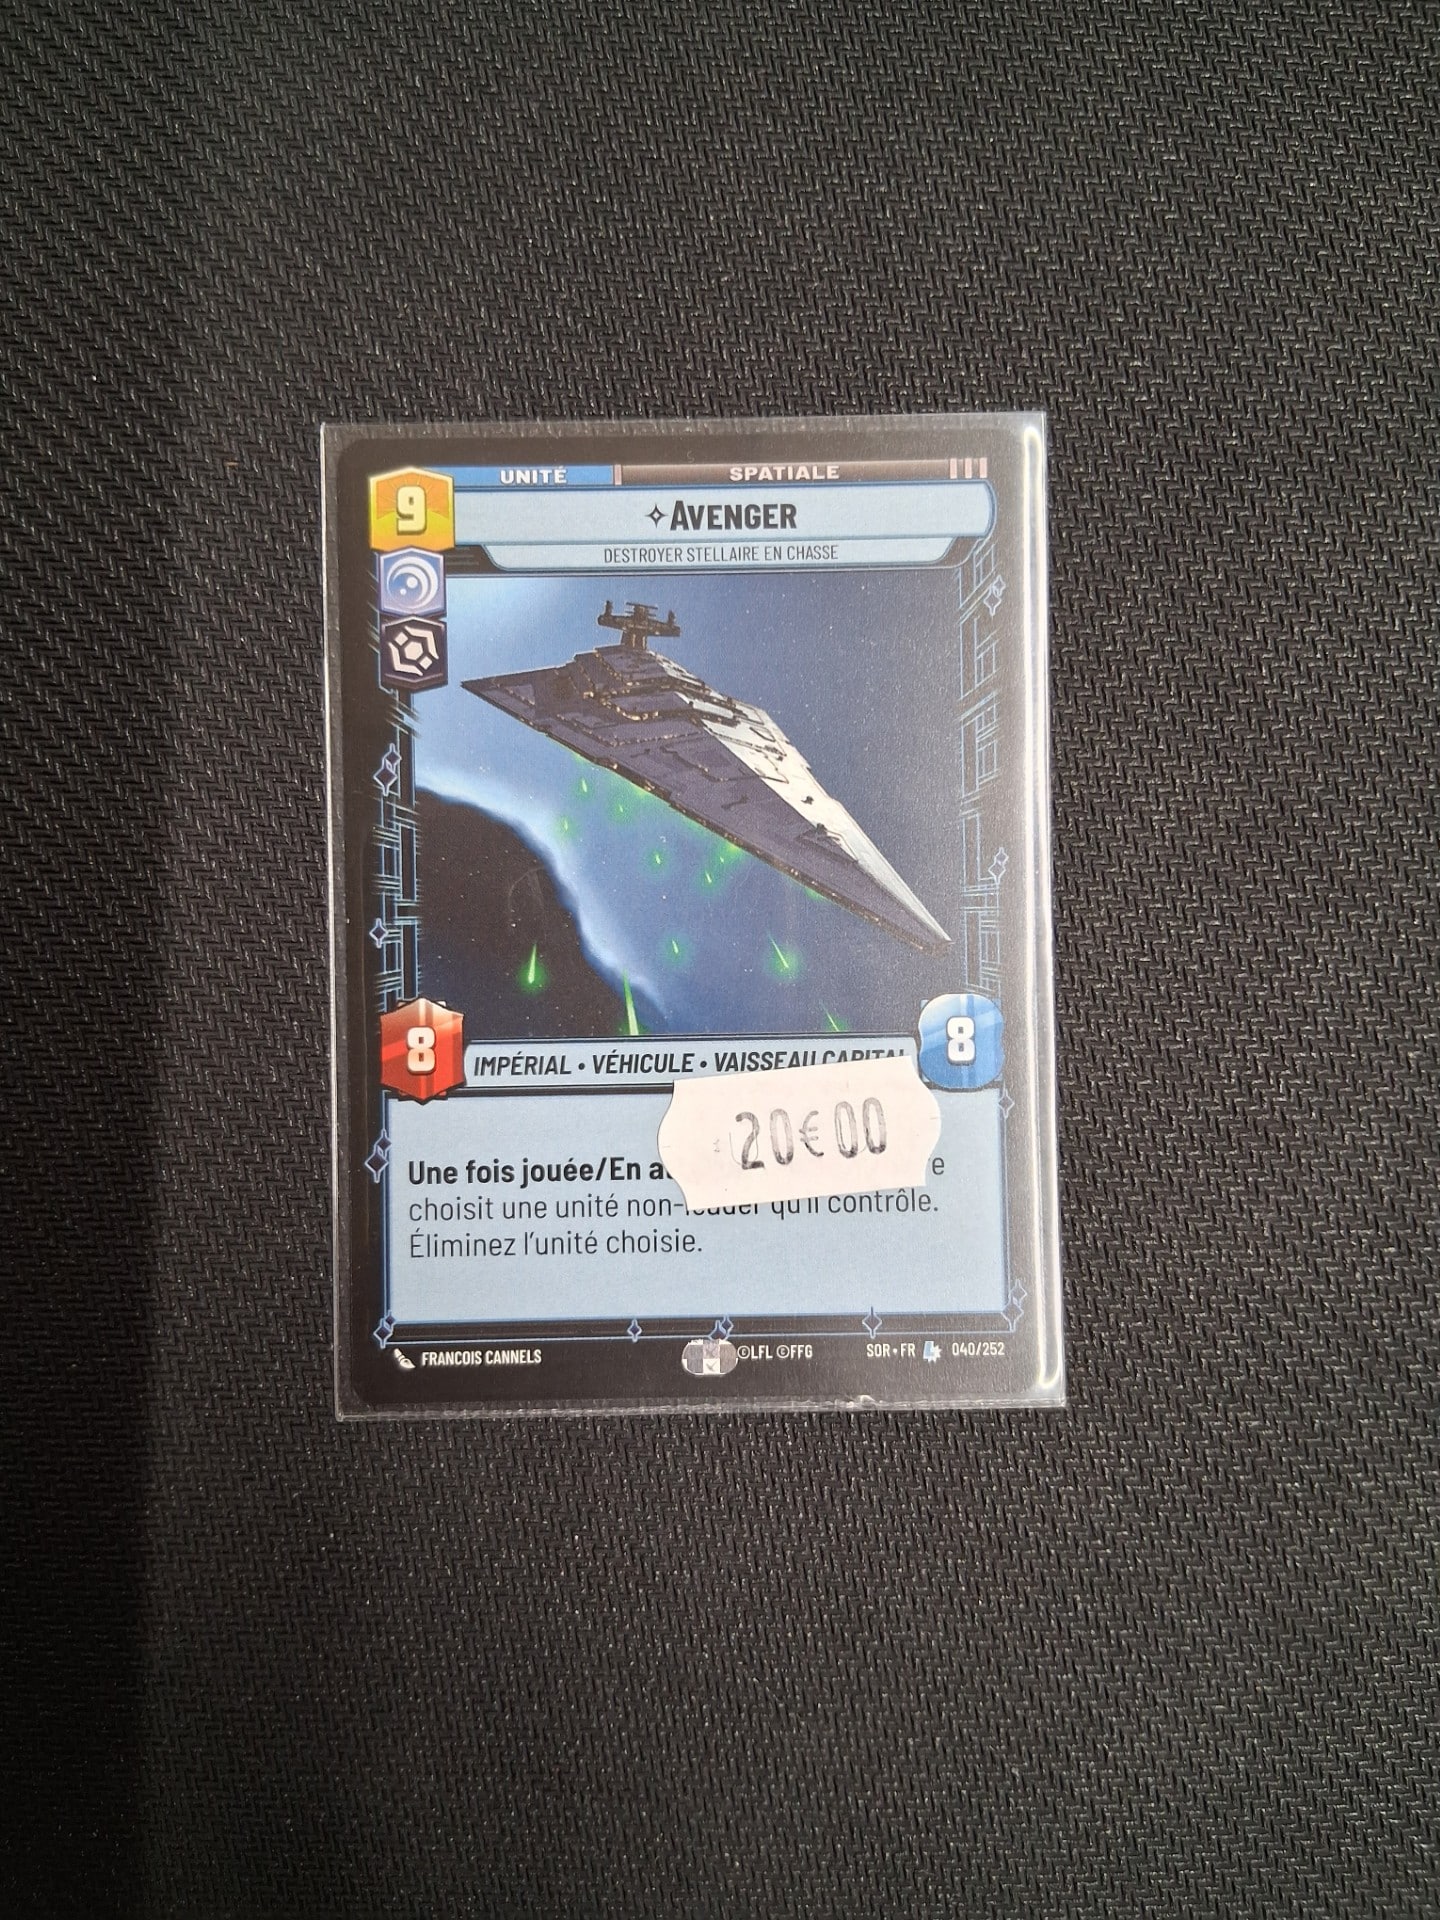 UNITÉ SPATIALE
9
AVENGER
DESTROYER STELLAIRE EN CHASSE
8
IMPÉRIAL • VÉHICULE • VAISSEAU CAPITAL
8
20€00
Une fois jouée/En
choisit une unité non-leader qu'il contrôle.
Éliminez l'unité choisie.
FRANCOIS CANNELS ©LFL ©FFG SOR • FR L 040/252